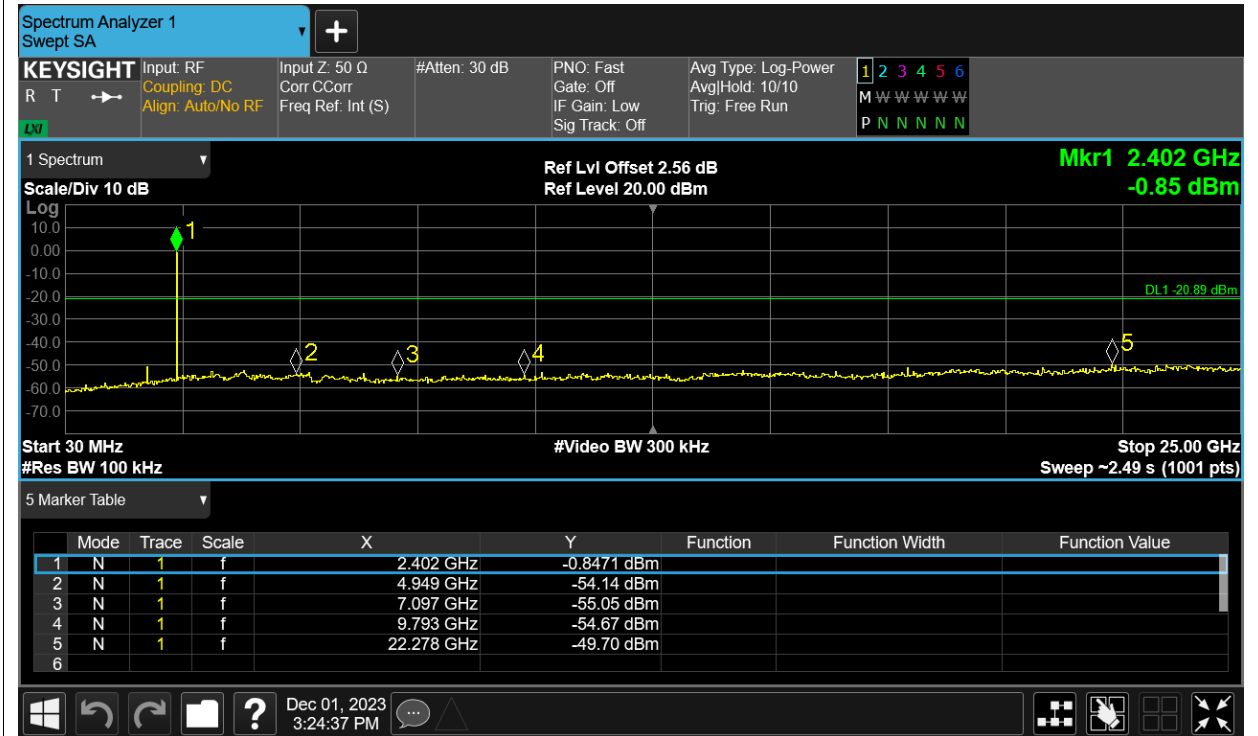 Spectrum Analyzer 1
Swept SA
KEYSIGHT
R T
LXI
Input: RF
Coupling: DC
Align: Auto/No RF
Input Z: 50 Ω
Corr CCorr
Freq Ref: Int (S)
#Atten: 30 dB
PNO: Fast
Gate: Off
IF Gain: Low
Sig Track: Off
Avg Type: Log-Power
Avg|Hold: 10/10
Trig: Free Run
1 2 3 4 5 6
M W W W W W
P N N N N N
1 Spectrum
Scale/Div 10 dB
Log
Ref Lvl Offset 2.56 dB
Ref Level 20.00 dBm
Mkr1 2.402 GHz
-0.85 dBm
10.0
0.00
-10.0
-20.0
-30.0
-40.0
-50.0
-60.0
-70.0
1
2
3
4
5
DL1 -20.89 dBm
Start 30 MHz
#Res BW 100 kHz
#Video BW 300 kHz
Stop 25.00 GHz
Sweep ~2.49 s (1001 pts)
5 Marker Table
Mode Trace Scale X Y Function Function Width Function Value
1 N 1 f 2.402 GHz -0.8471 dBm
2 N 1 f 4.949 GHz -54.14 dBm
3 N 1 f 7.097 GHz -55.05 dBm
4 N 1 f 9.793 GHz -54.67 dBm
5 N 1 f 22.278 GHz -49.70 dBm
6
?
Dec 01, 2023
3:24:37 PM